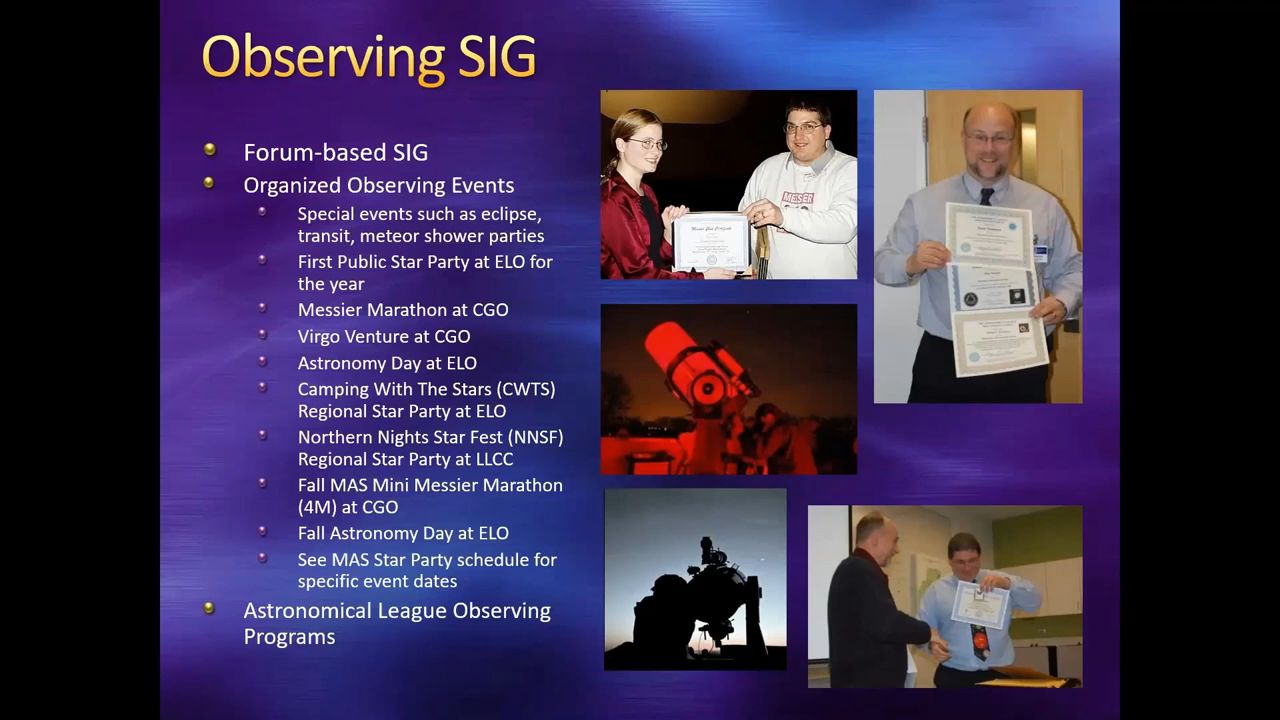 Observing SIG
Forum-based SIG
Organized Observing Events
Special events such as eclipse,
transit, meteor shower parties
First Public Star Party at ELO for
the year
Messier Marathon at CGO
Virgo Venture at CGO
Astronomy Day at ELO
Camping With The Stars (CWTS)
Regional Star Party at ELO
Northern Nights Star Fest (NNSF)
Regional Star Party at LLCC
Fall MAS Mini Messier Marathon
(4M) at CGO
Fall Astronomy Day at ELO
See MAS Star Party schedule for
specific event dates
Astronomical League Observing
Programs